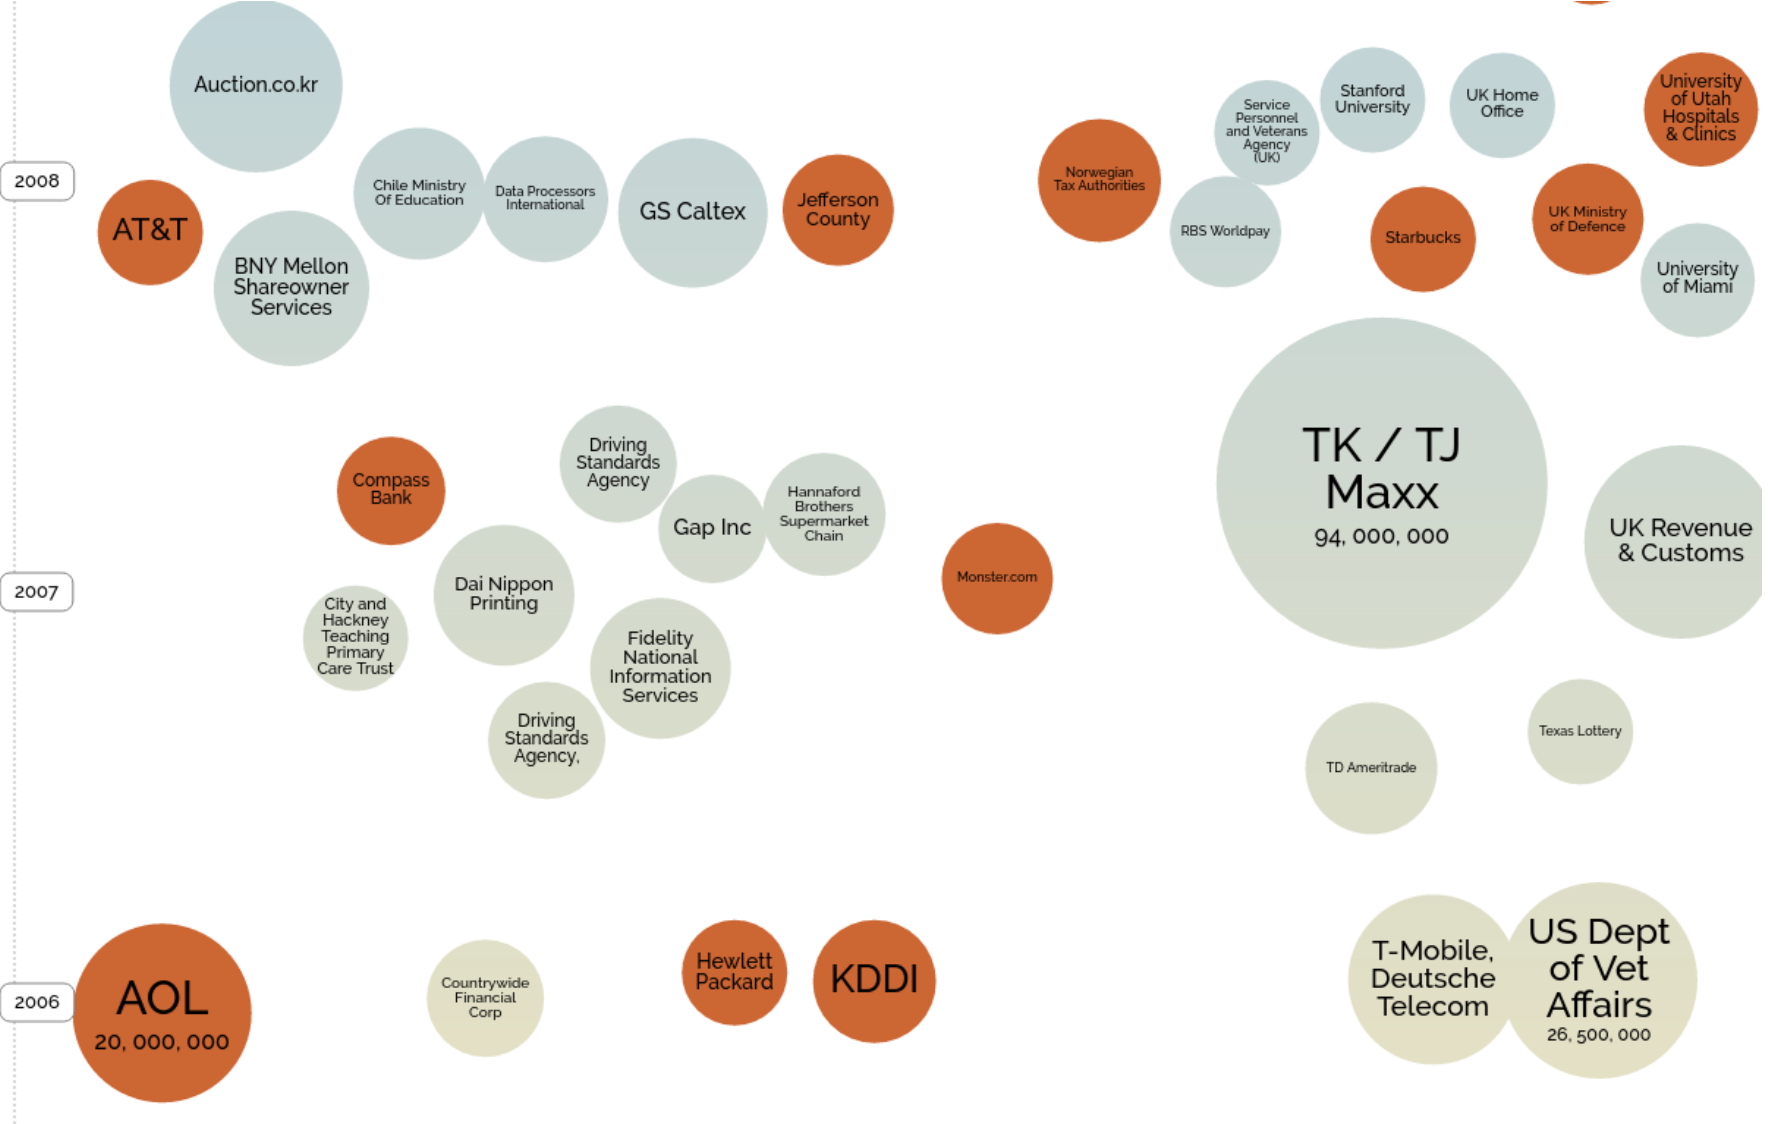 Auction.co.kr
Stanford
University
UK Home
Office
University
of Utah
Hospitals
& Clinics
Service
Personnel
and Veterans
Agency
(UK)
2008
Chile Ministry
Of Education
Data Processors
International
GS Caltex
Jefferson
County
Norwegian
Tax Authorities
AT&T
RBS Worldpay
Starbucks
UK Ministry
of Defence
BNY Mellon
Shareowner
Services
University
of Miami
TK / TJ
Maxx
94, 000, 000
Driving
Standards
Agency
Compass
Bank
Gap Inc
Hannaford
Brothers
Supermarket
Chain
UK Revenue
& Customs
2007
Monster.com
Dai Nippon
Printing
City and
Hackney
Teaching
Primary
Care Trust
Fidelity
National
Information
Services
Driving
Standards
Agency,
TD Ameritrade
Texas Lottery
2006
AOL
20, 000, 000
Countrywide
Financial
Corp
Hewlett
Packard
KDDI
T-Mobile,
Deutsche
Telecom
US Dept
of Vet
Affairs
26, 500, 000